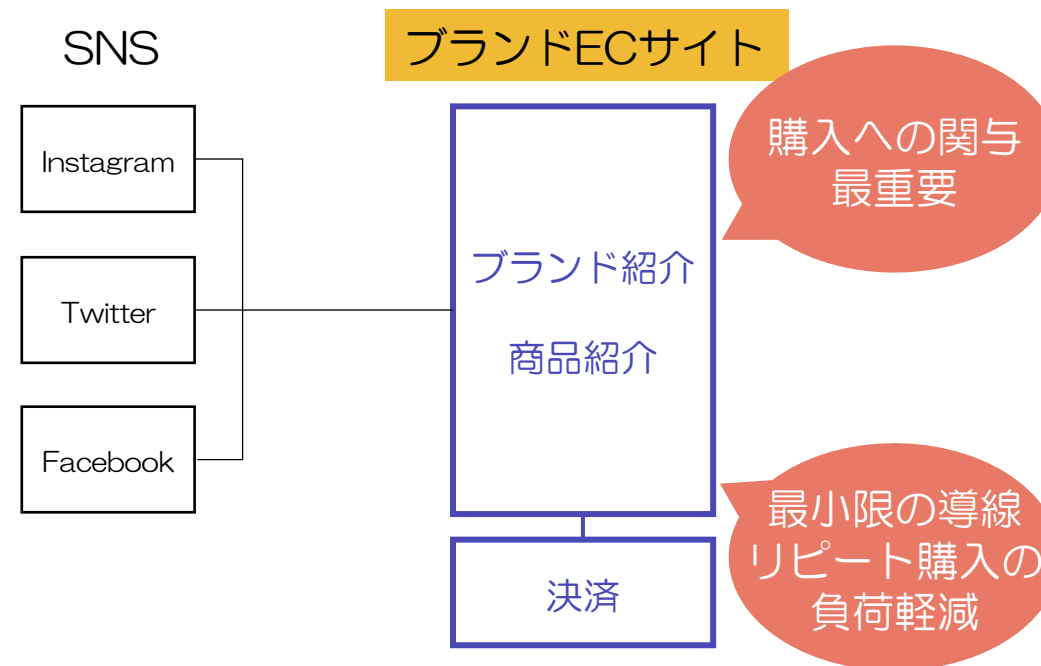 SNS
ブランドECサイト
Instagram
Twitter
Facebook
ブランド紹介
商品紹介
決済
購入への関与
最重要
最小限の導線
リピート購入の
負荷軽減